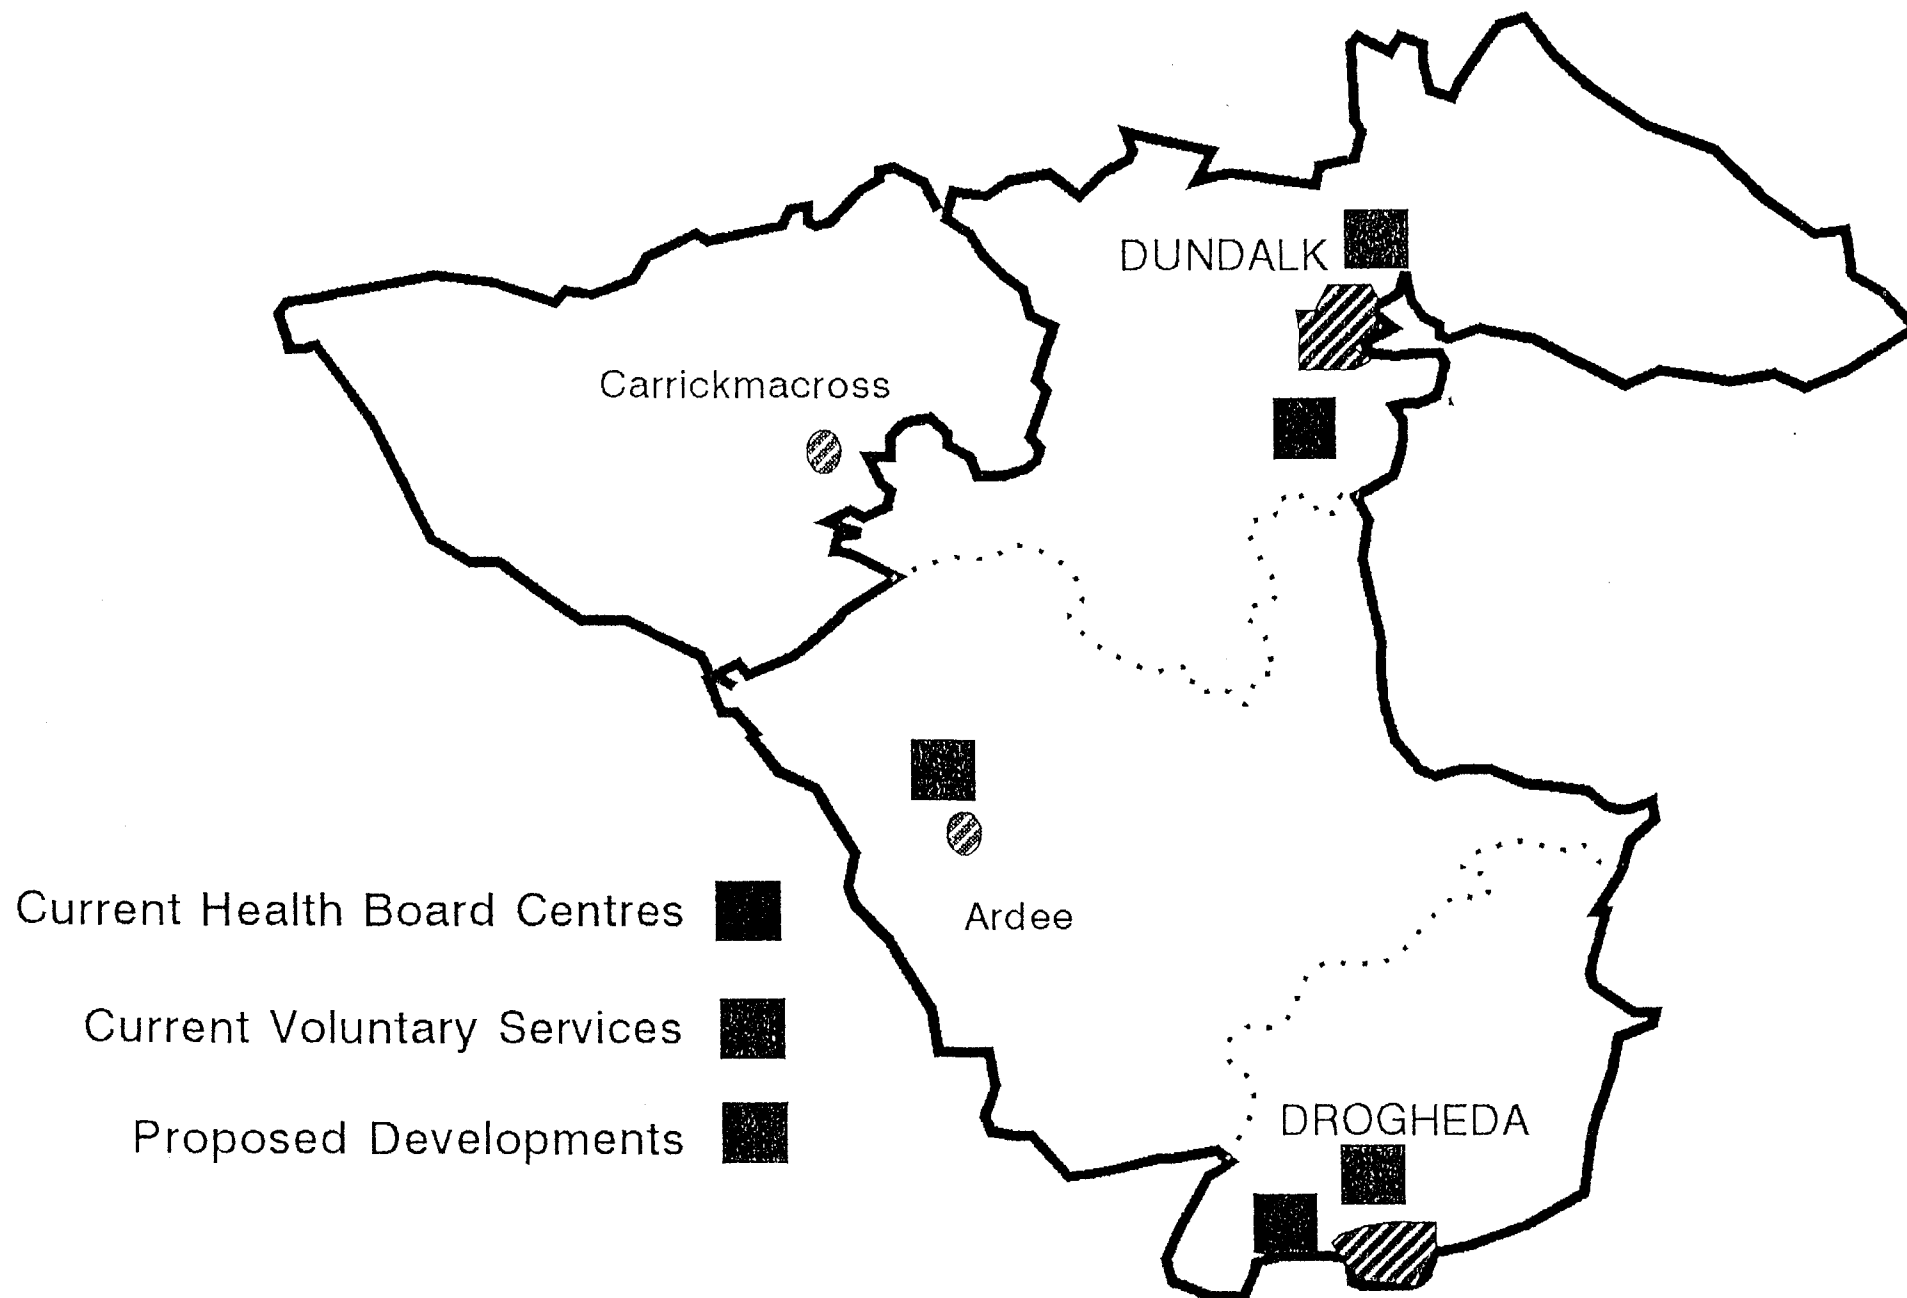 DUNDALK
Carrickmacross
Ardee
Current Health Board Centres
Current Voluntary Services
Proposed Developments
DROGHEDA